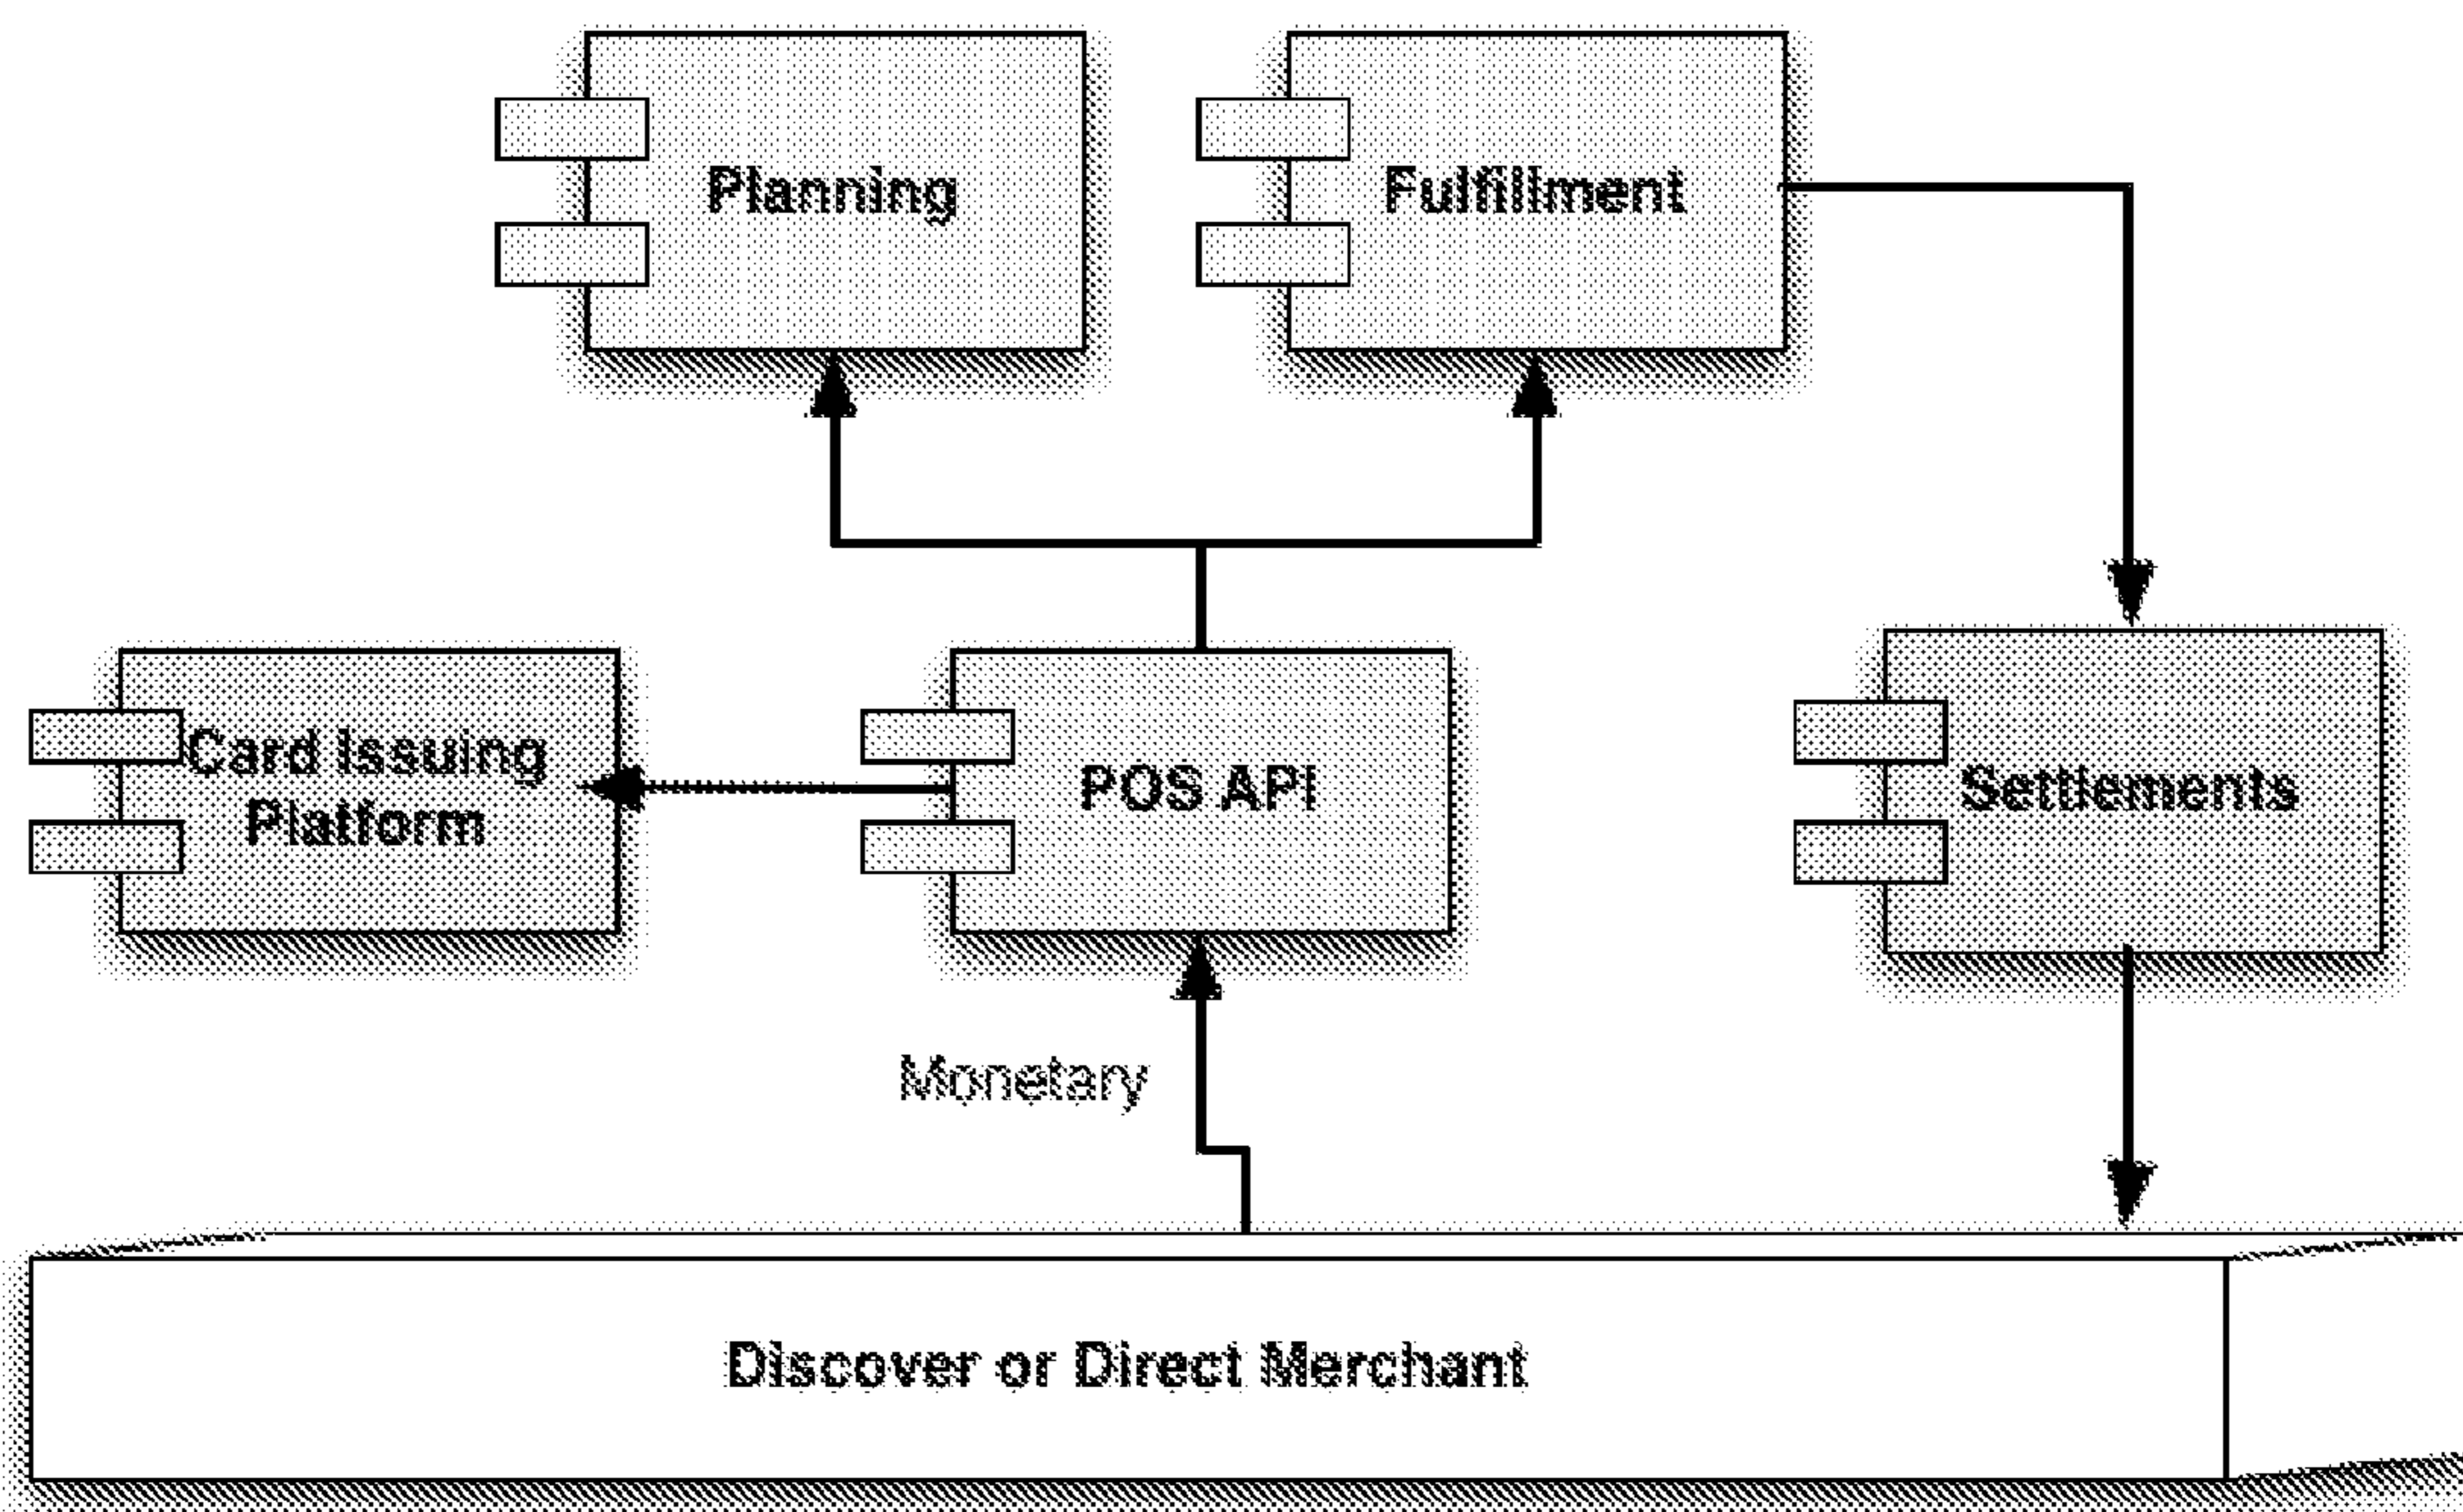 Planning
Fulfillment
Card Issuing
Platform
POS API
Settlements
Monetary
Discover or Direct Merchant